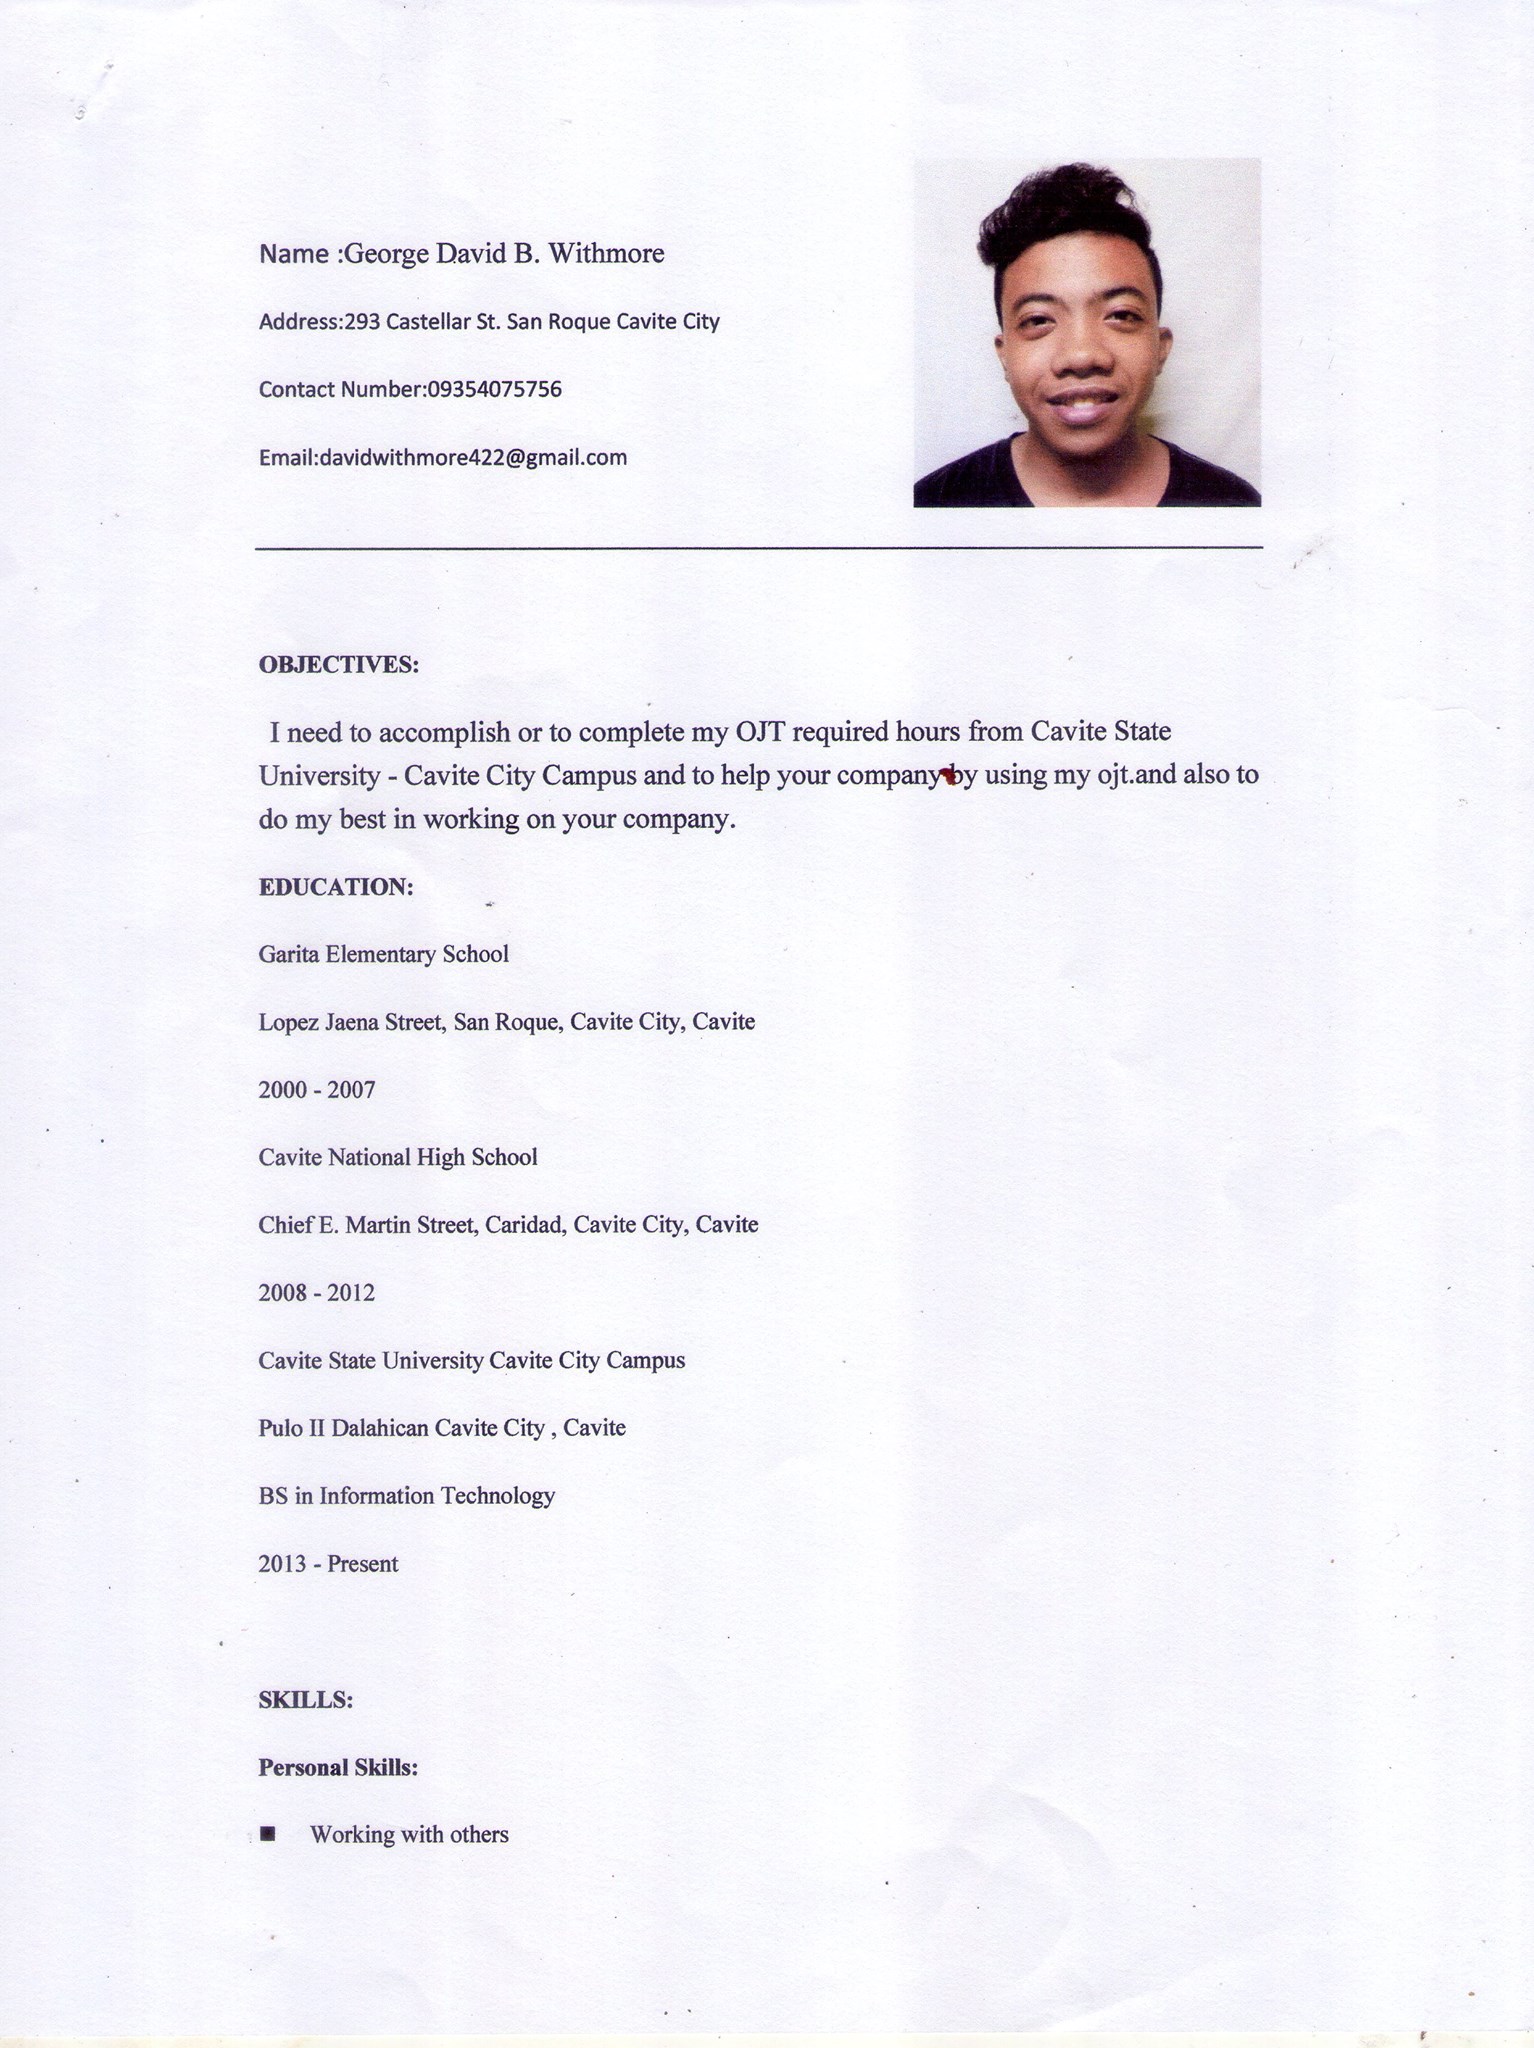 Name :George David B. Withmore
Address:293 Castellar St. San Roque Cavite City
Contact Number:09354075756
Email:davidwithmore422@gmail.com
OBJECTIVES:
I need to accomplish or to complete my OJT required hours from Cavite State
University - Cavite City Campus and to help your company by using my ojt.and also to
do my best in working on your company.
EDUCATION:
Garita Elementary School
Lopez Jaena Street, San Roque, Cavite City, Cavite
2000 - 2007
Cavite National High School
Chief E. Martin Street, Caridad, Cavite City, Cavite
2008 - 2012
Cavite State University Cavite City Campus
Pulo II Dalahican Cavite City , Cavite
BS in Information Technology
2013 - Present
SKILLS:
Personal Skills:
■ Working with others